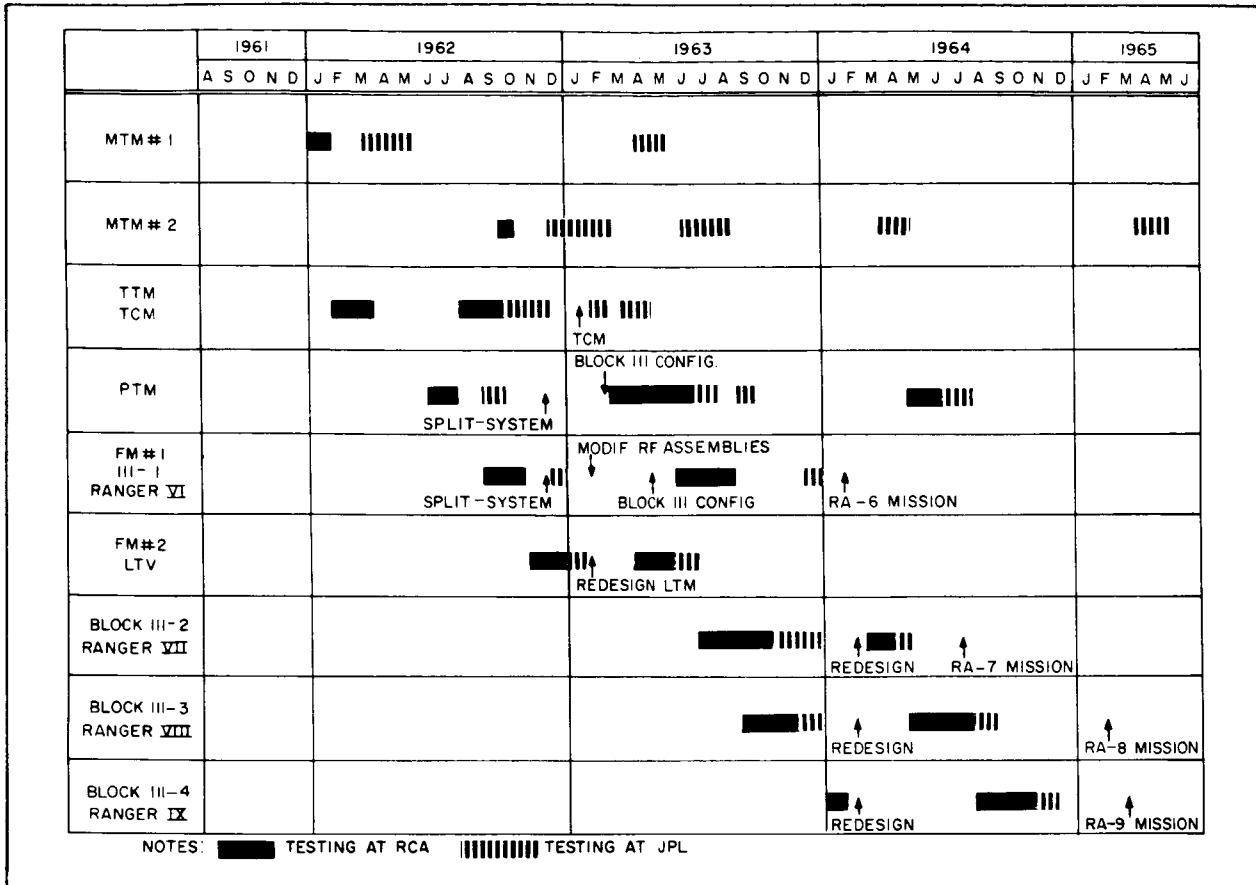 1961 1962 1963 1964 1965
A S O N D J F M A M J J A S O N D J F M A M J J A S O N D J F M A M J J A S O N D J F M A M J
MTM # 1
MTM # 2
TTM
TCM
TCM
PTM
SPLIT-SYSTEM
BLOCK III CONFIG.
FM # 1
III-1
RANGER VI
SPLIT-SYSTEM
MODIF RF ASSEMBLIES
BLOCK III CONFIG
RA-6 MISSION
FM#2
LTV
REDESIGN LTM
BLOCK III-2
RANGER VII
REDESIGN
RA-7 MISSION
BLOCK III-3
RANGER VIII
REDESIGN
RA-8 MISSION
BLOCK III-4
RANGER IX
REDESIGN
RA-9 MISSION
NOTES: TESTING AT RCA TESTING AT JPL